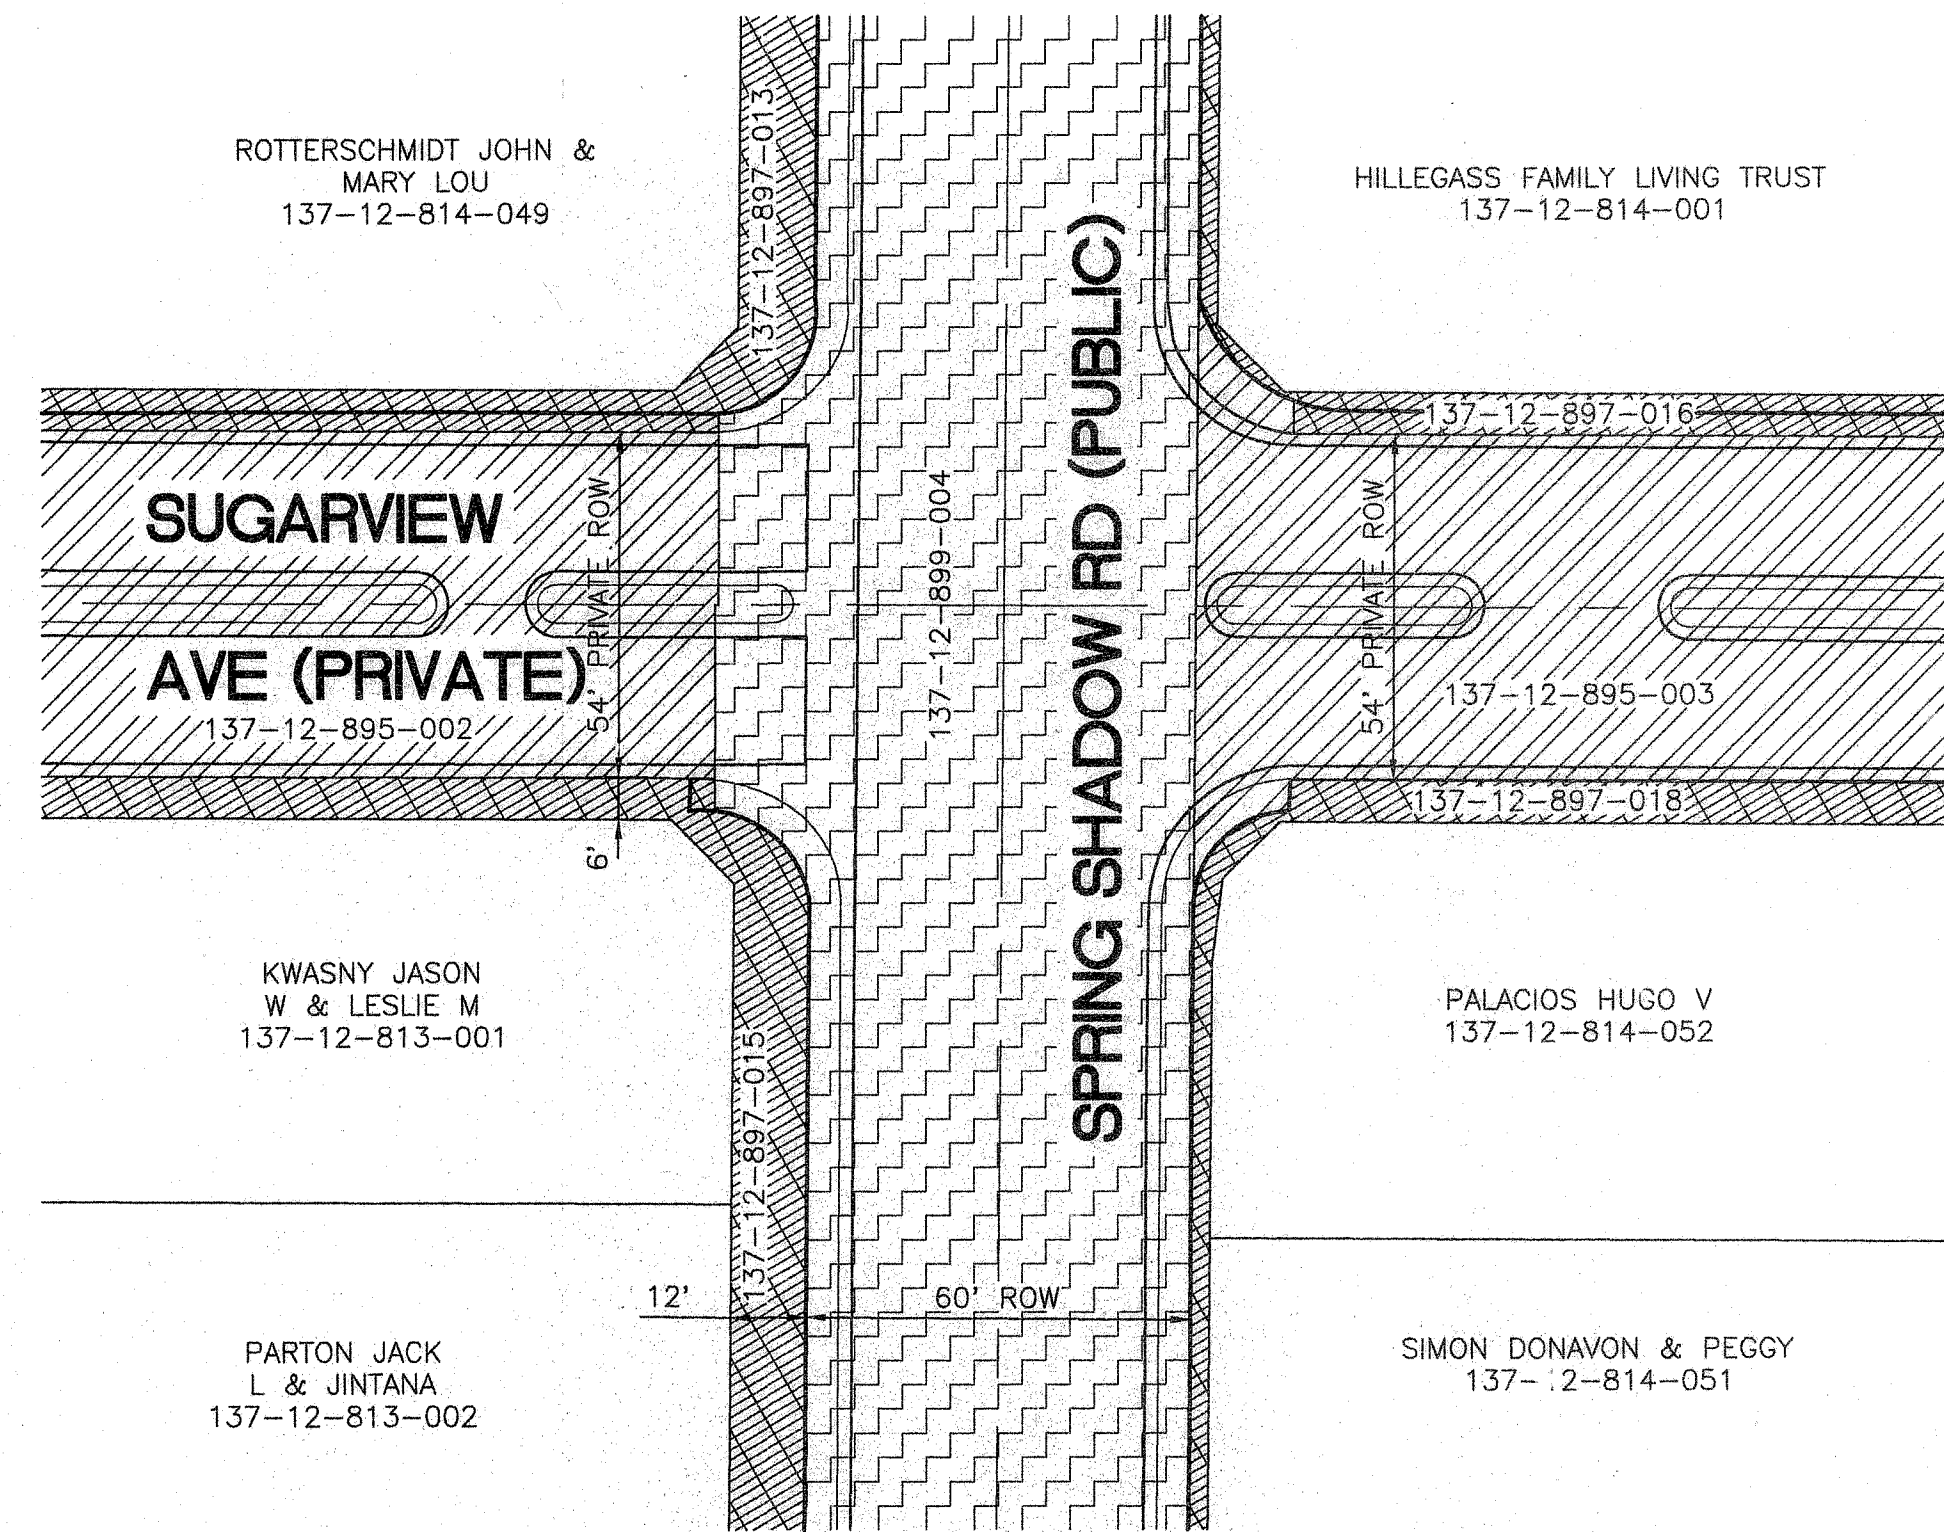 ROTTERSCHMIDT JOHN &
MARY LOU
137-12-814-049
137-12-897-013
HILLEGASS FAMILY LIVING TRUST
137-12-814-001
137-12-897-016
SUGARVIEW
AVE (PRIVATE)
137-12-895-002
54' PRIVATE ROW
6'
137-12-899-004
SPRING SHADOW RD (PUBLIC)
54' PRIVATE ROW
137-12-895-003
137-12-897-018
KWASNY JASON
W & LESLIE M
137-12-813-001
137-12-897-015
PALACIOS HUGO V
137-12-814-052
12'
60' ROW
PARTON JACK
L & JINTANA
137-12-813-002
SIMON DONAVON & PEGGY
137-12-814-051